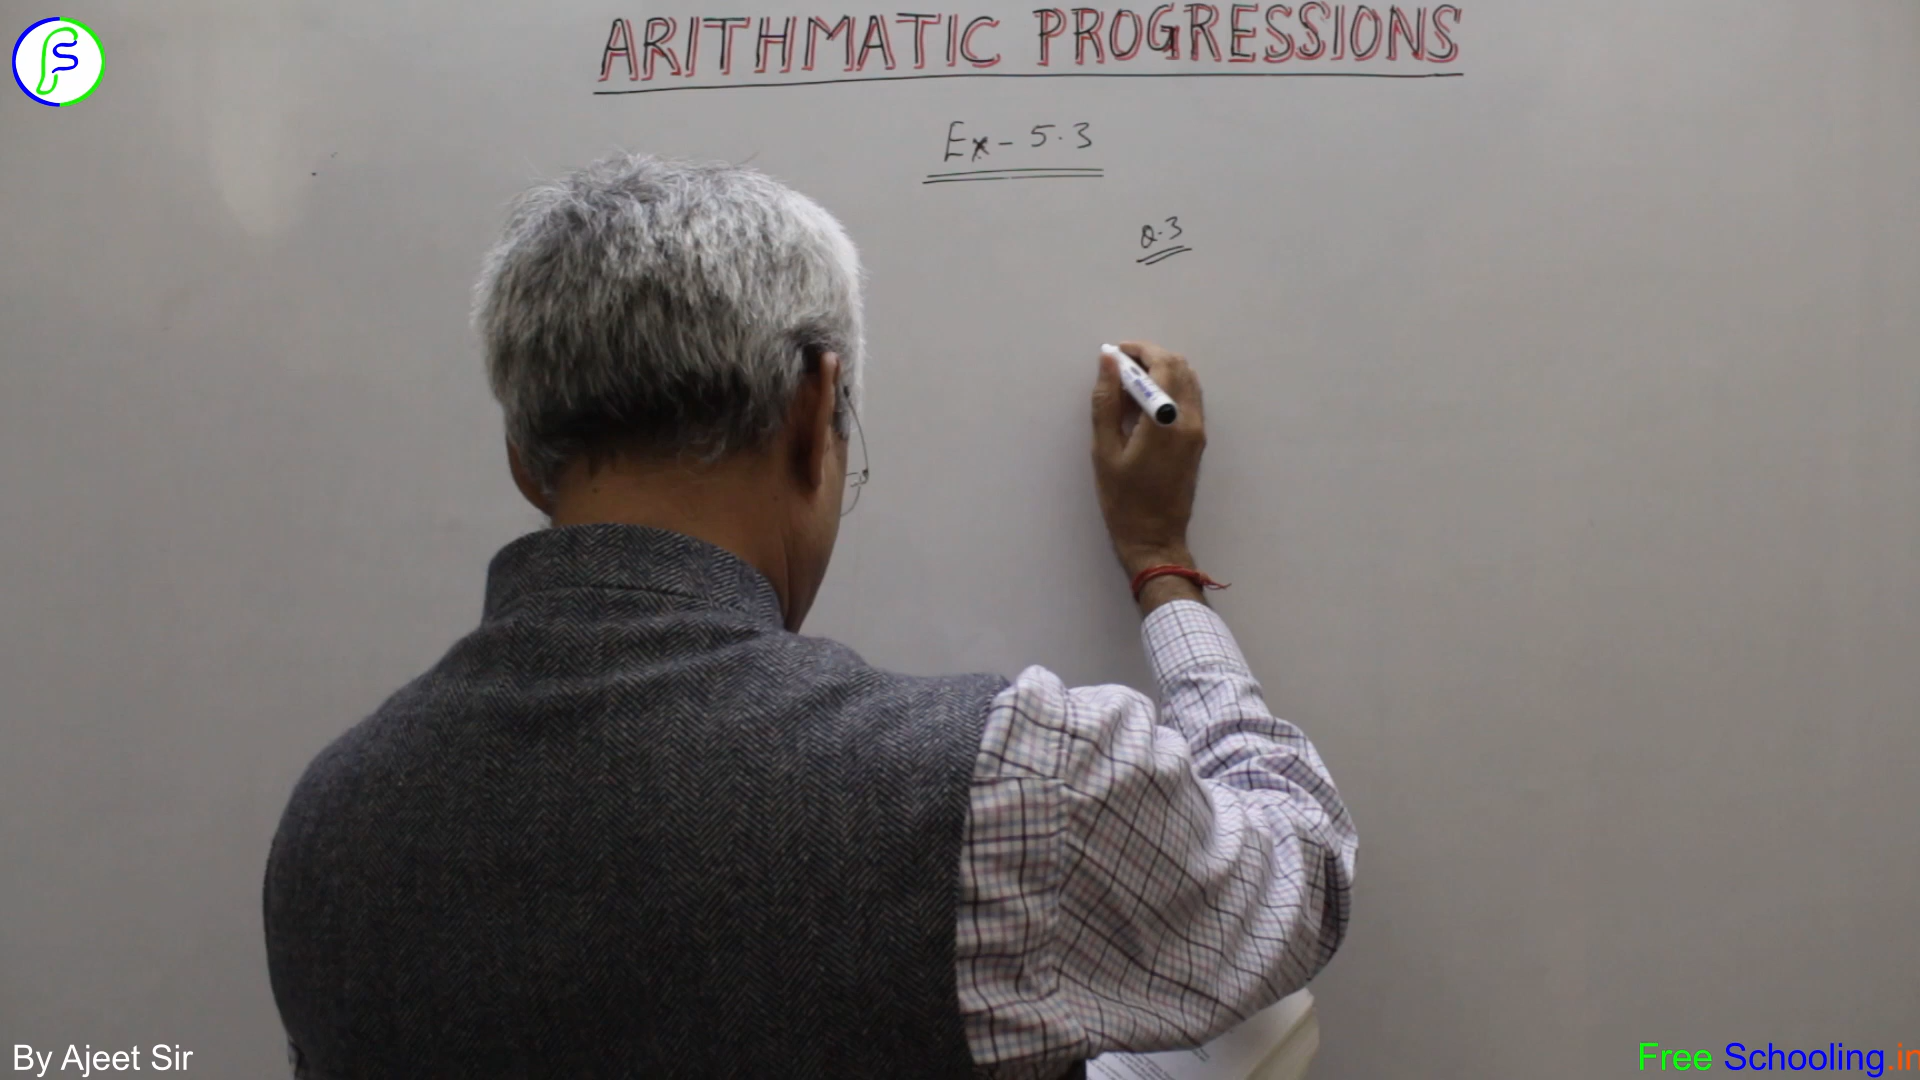 ARITHMATIC PROGRESSIONS
Ex - 5.3
Q.3
By Ajeet Sir
Free Schooling.in